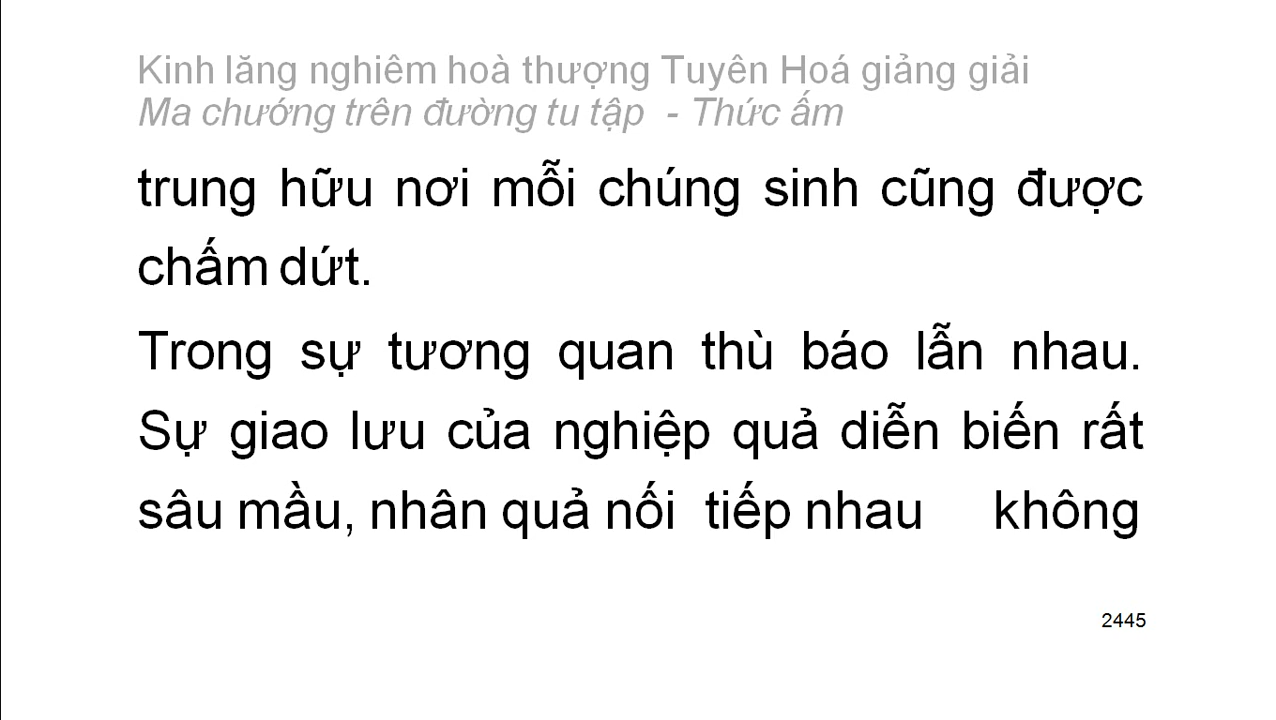 Kinh lăng nghiêm hoà thượng Tuyên Hoá giảng giải
Ma chướng trên đường tu tập - Thức ấm
trung hữu nơi mỗi chúng sinh cũng được
chấm dứt.
Trong sự tương quan thù báo lẫn nhau.
Sự giao lưu của nghiệp quả diễn biến rất
sâu mầu, nhân quả nối tiếp nhau không
2445